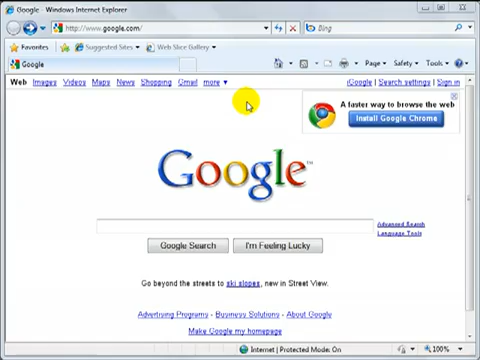 Google - Windows Internet Explorer
http://www.google.com/
Bing
Favorites Suggested Sites Web Slice Gallery
Google
Page Safety Tools
Web Images Videos Maps News Shopping Gmail more
iGoogle | Search settings | Sign in
A faster way to browse the web
Install Google Chrome
Google™
Advanced Search
Language Tools
Google Search I'm Feeling Lucky
Go beyond the streets to ski slopes, new in Street View.
Advertising Programs - Business Solutions - About Google
Make Google my homepage
Internet | Protected Mode: On 100%